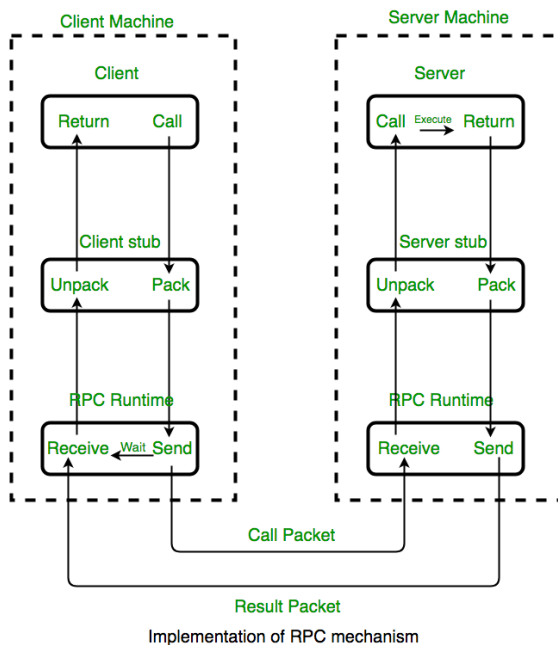 Client Machine
Server Machine
Client
Server
Return Call
Call Execute Return
Client stub
Server stub
Unpack Pack
Unpack Pack
RPC Runtime
RPC Runtime
Receive Wait Send
Receive Send
Call Packet
Result Packet
Implementation of RPC mechanism